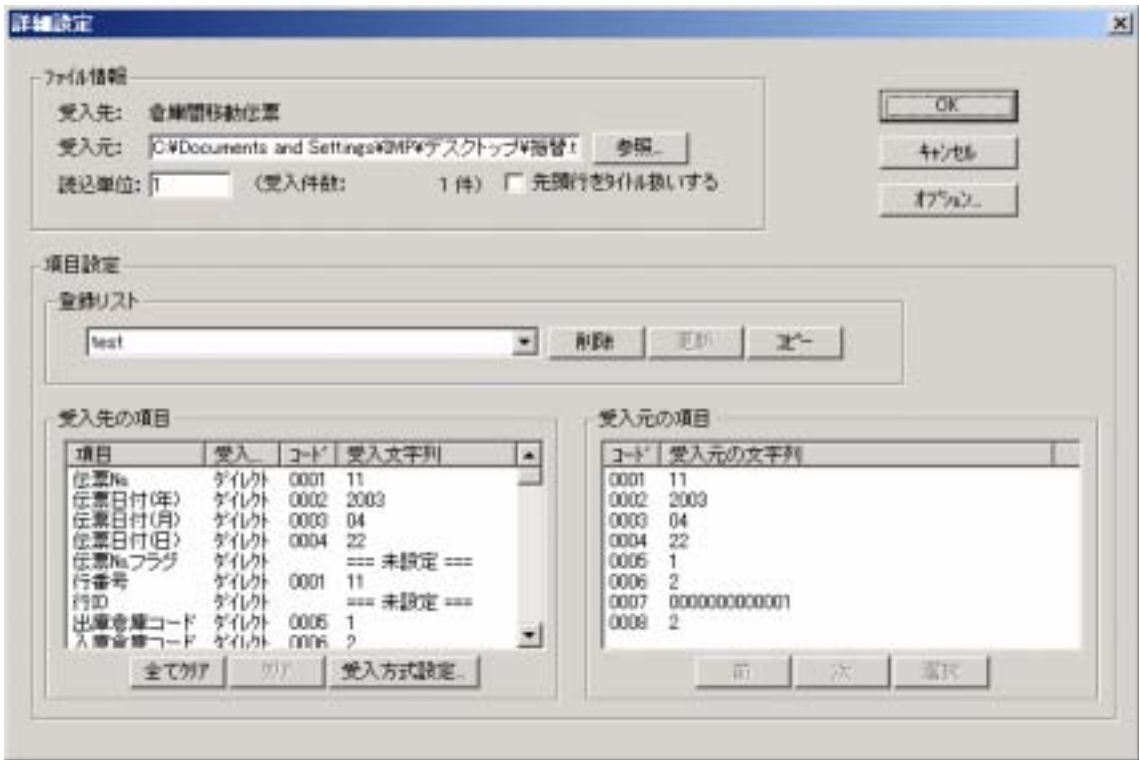 詳細設定
ファイル情報
受入先: 倉庫間移動伝票
受入元: C:¥Documents and Settings¥IMP¥デスクトップ¥振替.t 参照...
読込単位: 1 (受入件数: 1 件) 先頭行をタイトル扱いする
OK
キャンセル
オプション...
項目設定
登録リスト
test 削除 更新 コピー
受入先の項目
項目 受入... コード 受入文字列
伝票No. ダイレクト 0001 11
伝票日付(年) ダイレクト 0002 2003
伝票日付(月) ダイレクト 0003 04
伝票日付(日) ダイレクト 0004 22
伝票No.フラグ ダイレクト === 未設定 ===
行番号 ダイレクト 0001 11
行ID ダイレクト === 未設定 ===
出庫倉庫コード ダイレクト 0005 1
入庫倉庫コード ダイレクト 0006 2
全てクリア クリア 受入方式設定...
受入元の項目
コード 受入元の文字列
0001 11
0002 2003
0003 04
0004 22
0005 1
0006 2
0007 0000000000001
0008 2
前 次 選択